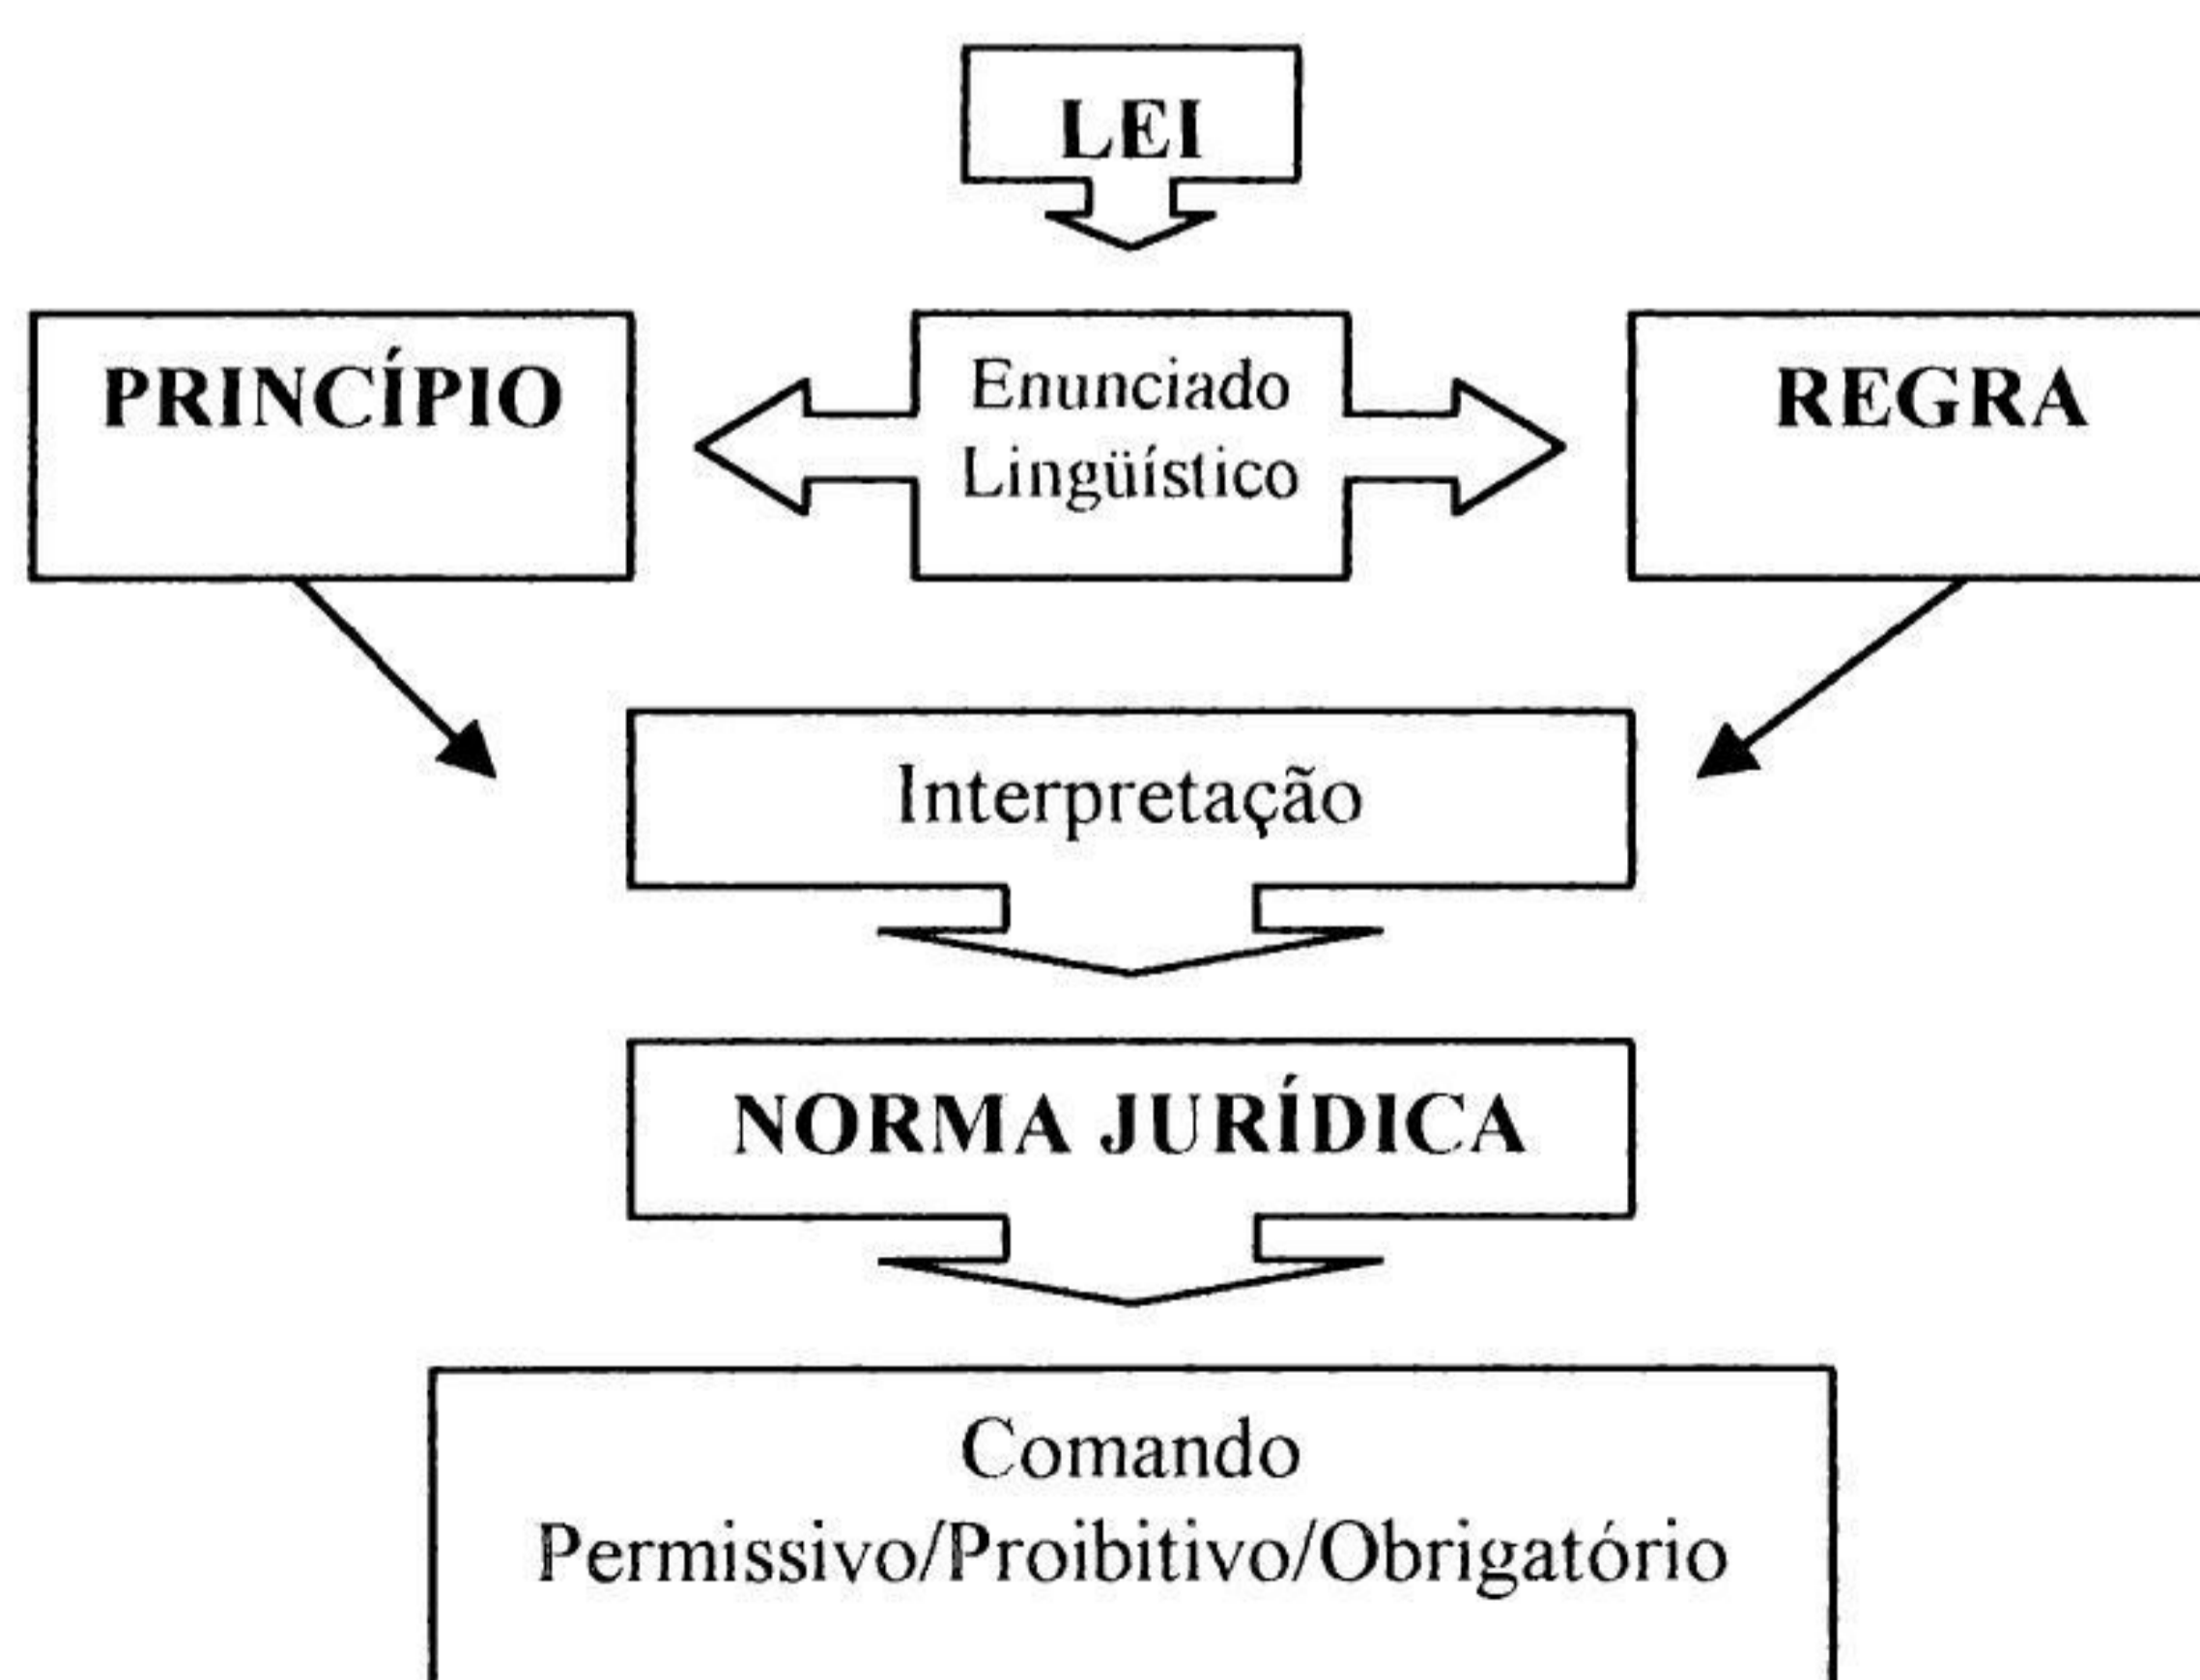 LEI
PRINCÍPIO
Enunciado
Lingüístico
REGRA
Interpretação
NORMA JURÍDICA
Comando
Permissivo/Proibitivo/Obrigatório